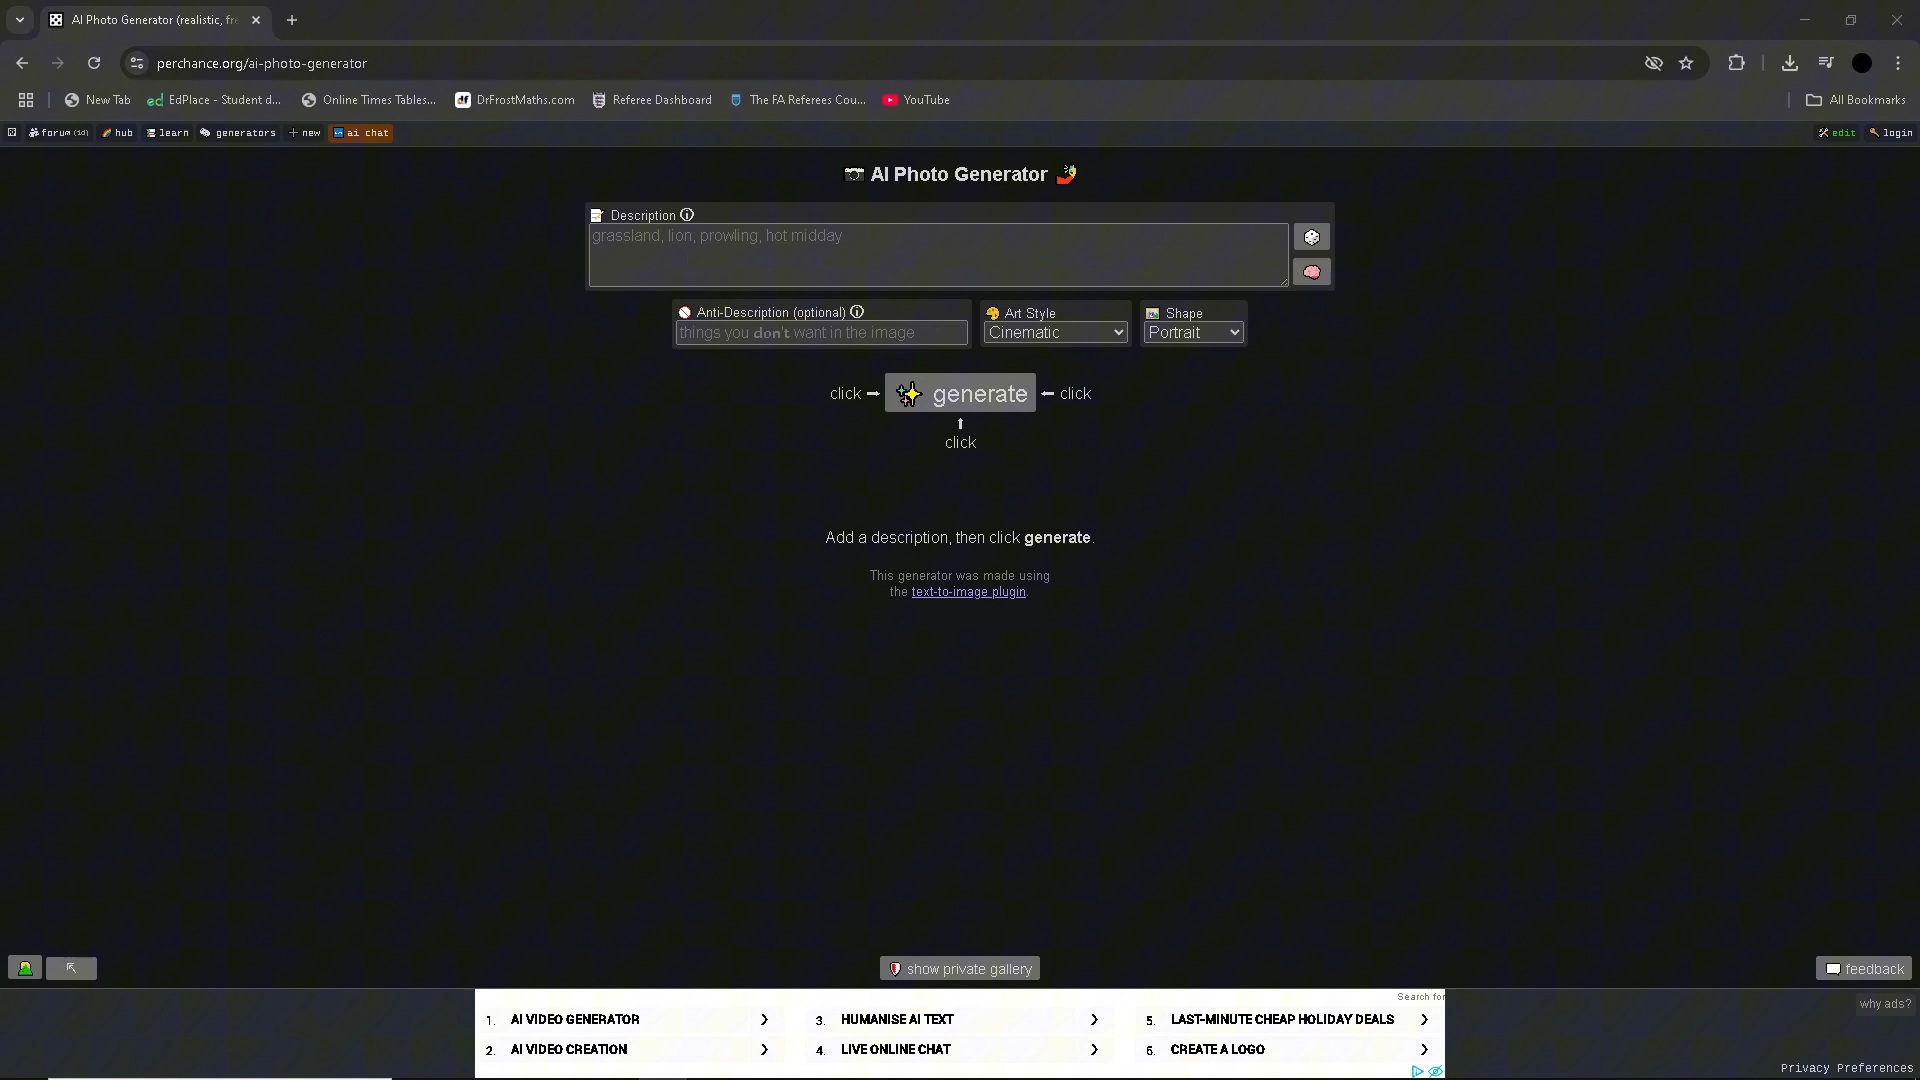 AI Photo Generator (realistic, fre
perchance.org/ai-photo-generator
New Tab
EdPlace - Student d...
Online Times Tables...
DrFrostMaths.com
Referee Dashboard
The FA Referees Cou...
YouTube
All Bookmarks
forum (1d)
hub
learn
generators
+ new
ai chat
edit
login
AI Photo Generator
Description
grassland, lion, prowling, hot midday
Anti-Description (optional)
things you don't want in the image
Art Style
Cinematic
Shape
Portrait
click ➡ generate ⬅ click
click
Add a description, then click generate.
This generator was made using
the text-to-image plugin.
show private gallery
feedback
Search for
why ads?
1. AI VIDEO GENERATOR
3. HUMANISE AI TEXT
5. LAST-MINUTE CHEAP HOLIDAY DEALS
2. AI VIDEO CREATION
4. LIVE ONLINE CHAT
6. CREATE A LOGO
Privacy Preferences